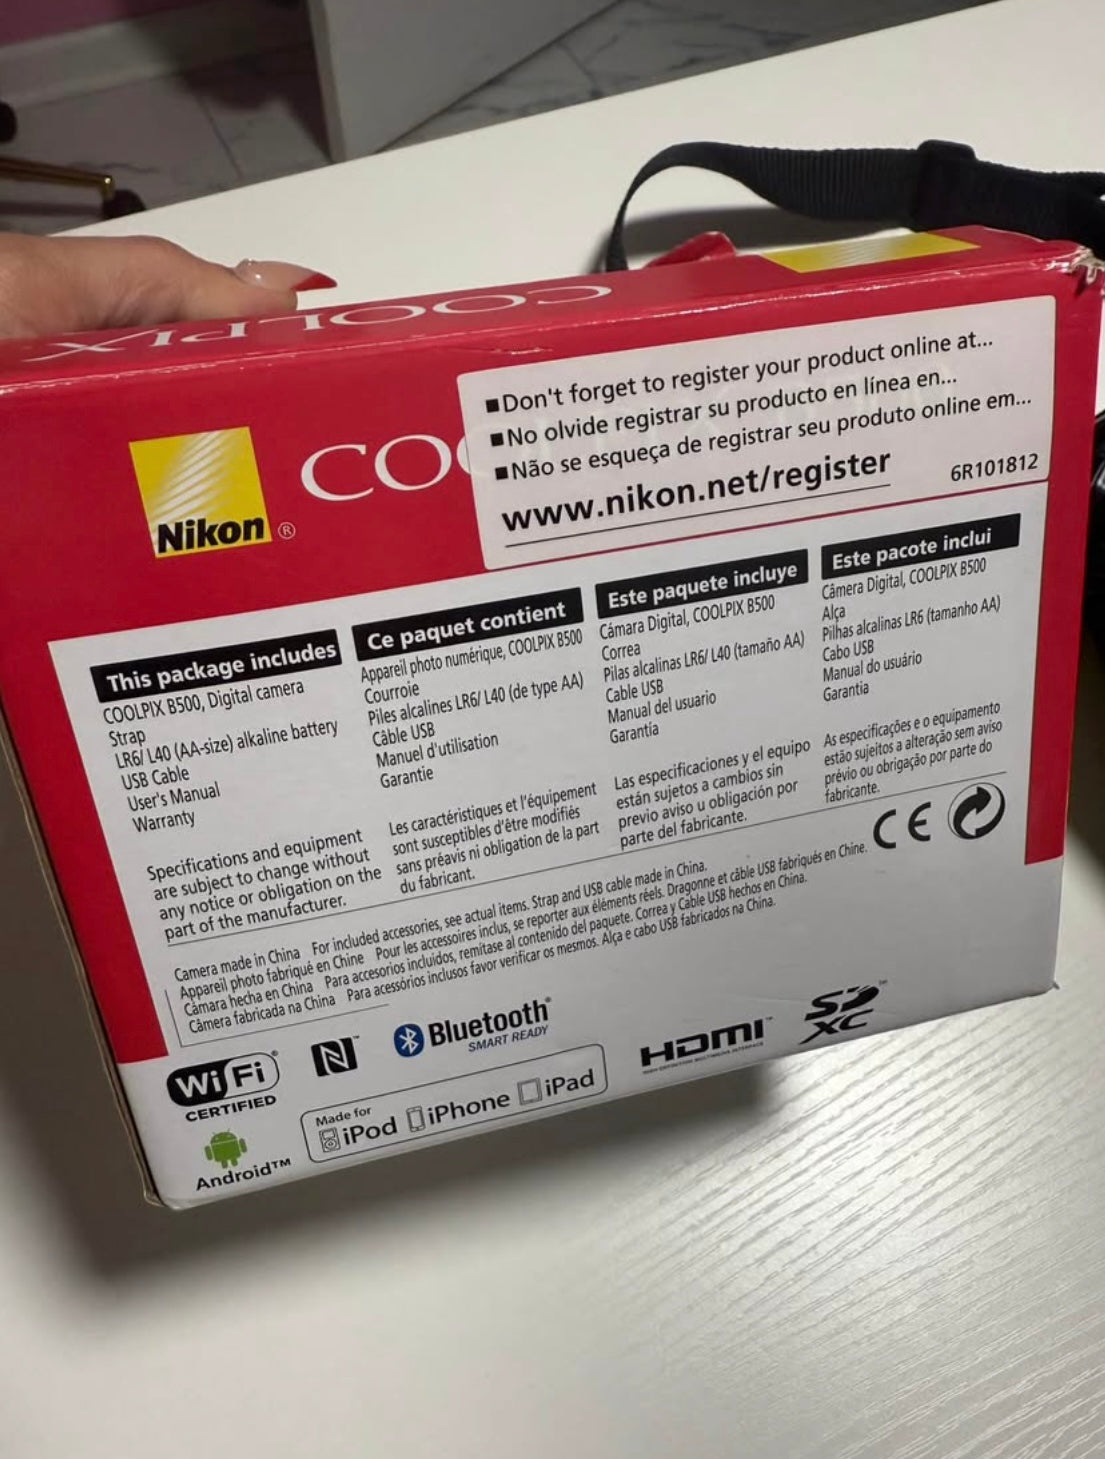 COOLPIX
Nikon®
CO
■Don't forget to register your product online at...
■No olvide registrar su producto en línea en...
■Não se esqueça de registrar seu produto online em...
www.nikon.net/register
6R101812
This package includes
COOLPIX B500, Digital camera
Strap
LR6/ L40 (AA-size) alkaline battery
USB Cable
User's Manual
Warranty
Specifications and equipment
are subject to change without
any notice or obligation on the
part of the manufacturer.
Ce paquet contient
Appareil photo numérique, COOLPIX B500
Courroie
Piles alcalines LR6/ L40 (de type AA)
Câble USB
Manuel d'utilisation
Garantie
Les caractéristiques et l'équipement
sont susceptibles d'être modifiés
sans préavis ni obligation de la part
du fabricant.
Este paquete incluye
Cámara Digital, COOLPIX B500
Correa
Pilas alcalinas LR6/ L40 (tamaño AA)
Cable USB
Manual del usuario
Garantía
Las especificaciones y el equipo
están sujetos a cambios sin
previo aviso u obligación por
parte del fabricante.
Este pacote inclui
Câmera Digital, COOLPIX B500
Alça
Pilhas alcalinas LR6 (tamanho AA)
Cabo USB
Manual do usuário
Garantia
As especificações e o equipamento
estão sujeitos a alteração sem aviso
prévio ou obrigação por parte do
fabricante.
CE
Camera made in China For included accessories, see actual items. Strap and USB cable made in China.
Appareil photo fabriqué en Chine Pour les accessoires inclus, se reporter aux éléments réels. Dragonne et câble USB fabriqués en Chine.
Cámara hecha en China Para accesorios incluidos, remítase al contenido del paquete. Correa y Cable USB hechos en China.
Câmera fabricada na China Para acessórios inclusos favor verificar os mesmos. Alça e cabo USB fabricados na China.
Wi Fi®
CERTIFIED
N
Bluetooth®
SMART READY
HDMI™
HIGH-DEFINITION MULTIMEDIA INTERFACE
SD™
XC
Android™
Made for
iPod iPhone iPad